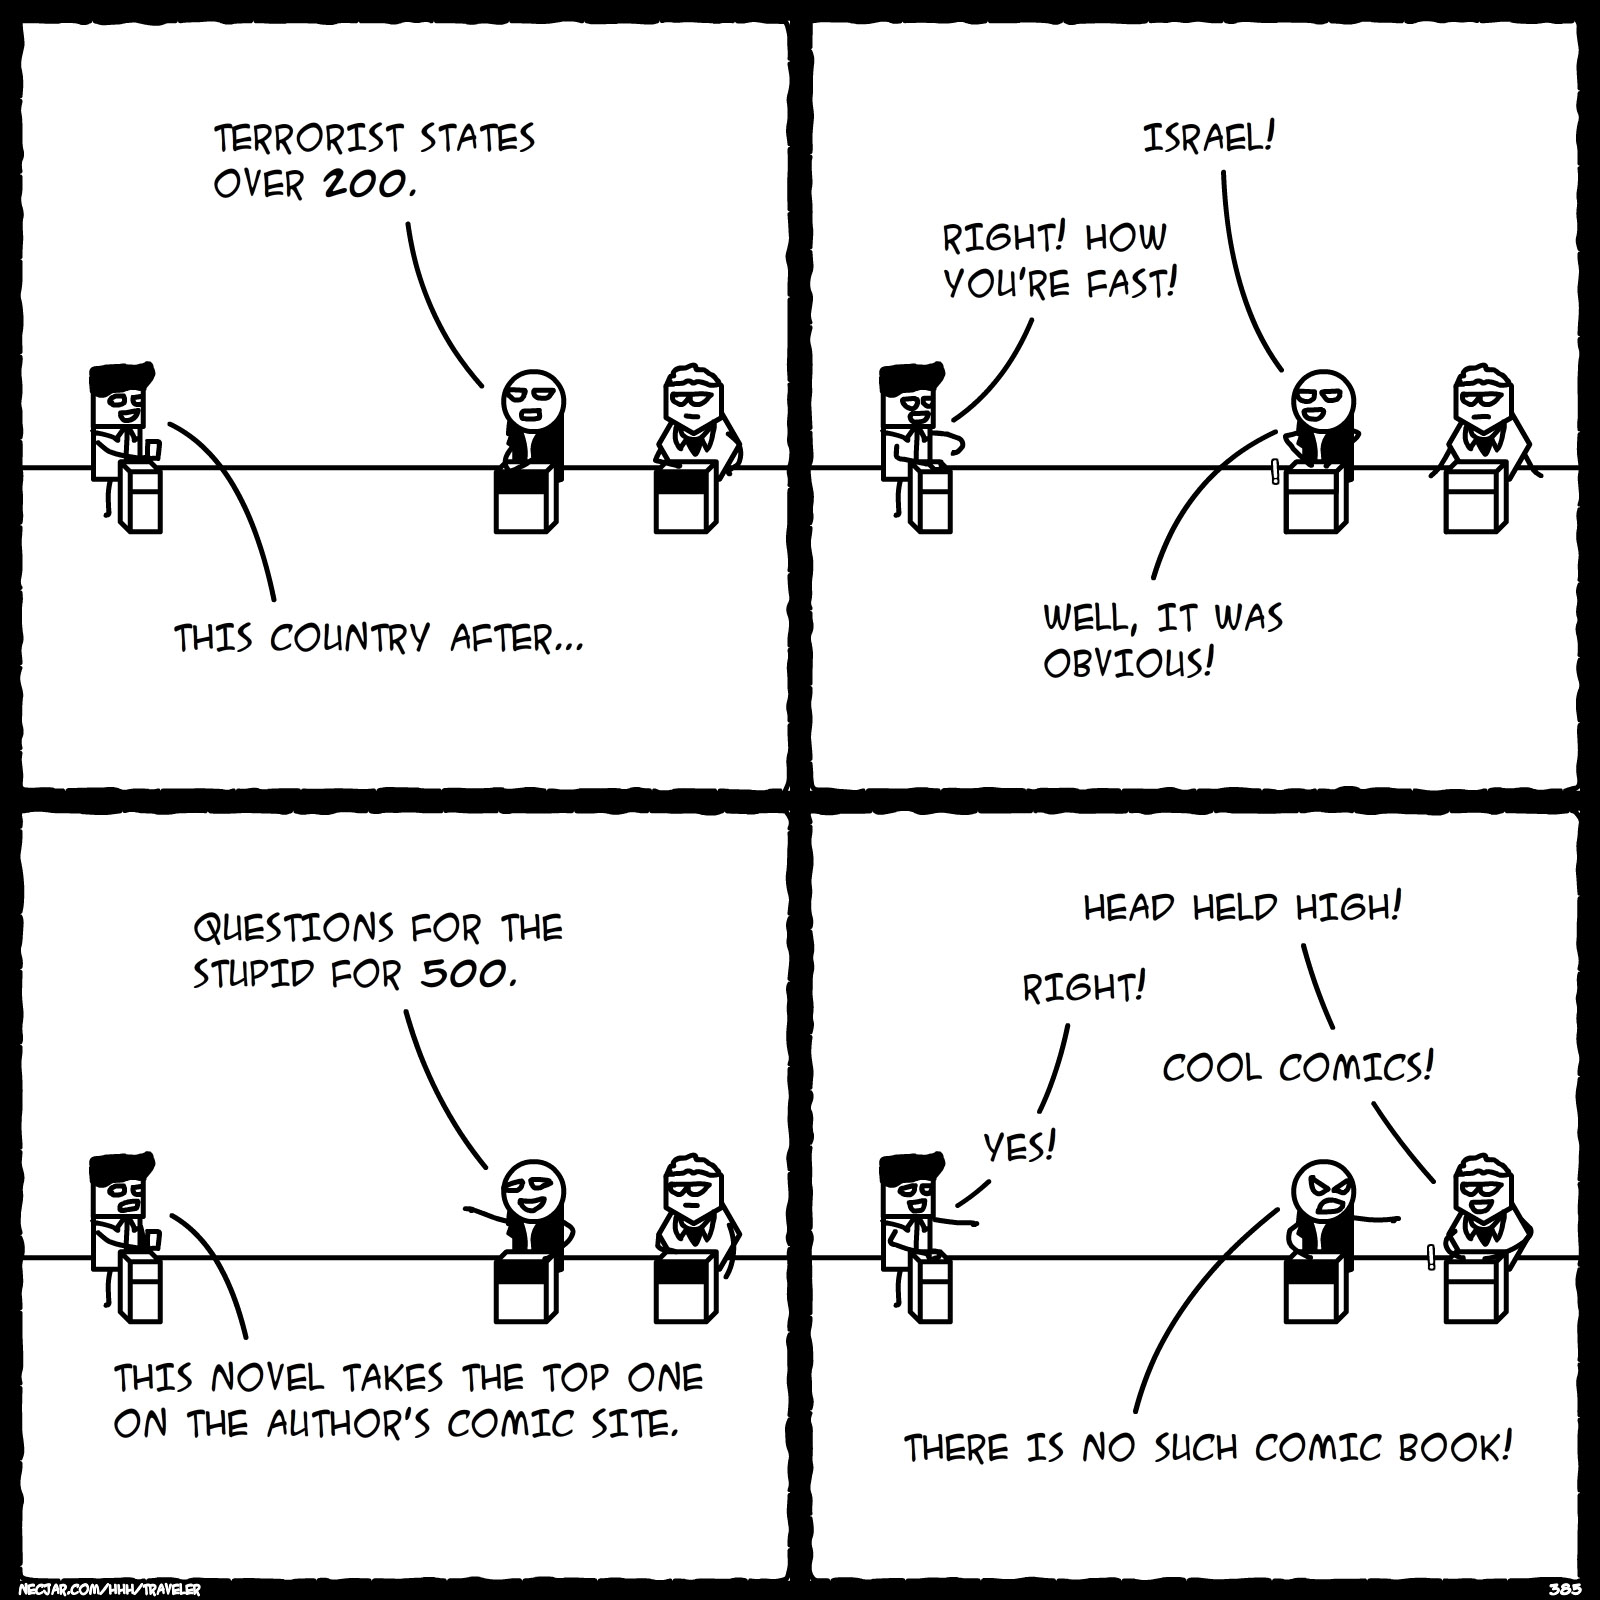 TERRORIST STATES
OVER 200.
THIS COUNTRY AFTER...
ISRAEL!
RIGHT! HOW
YOU'RE FAST!
WELL, IT WAS
OBVIOUS!
QUESTIONS FOR THE
STUPID FOR 500.
THIS NOVEL TAKES THE TOP ONE
ON THE AUTHOR'S COMIC SITE.
HEAD HELD HIGH!
RIGHT!
COOL COMICS!
YES!
THERE IS NO SUCH COMIC BOOK!
NECJAR.COM/HHH/TRAVELER
385